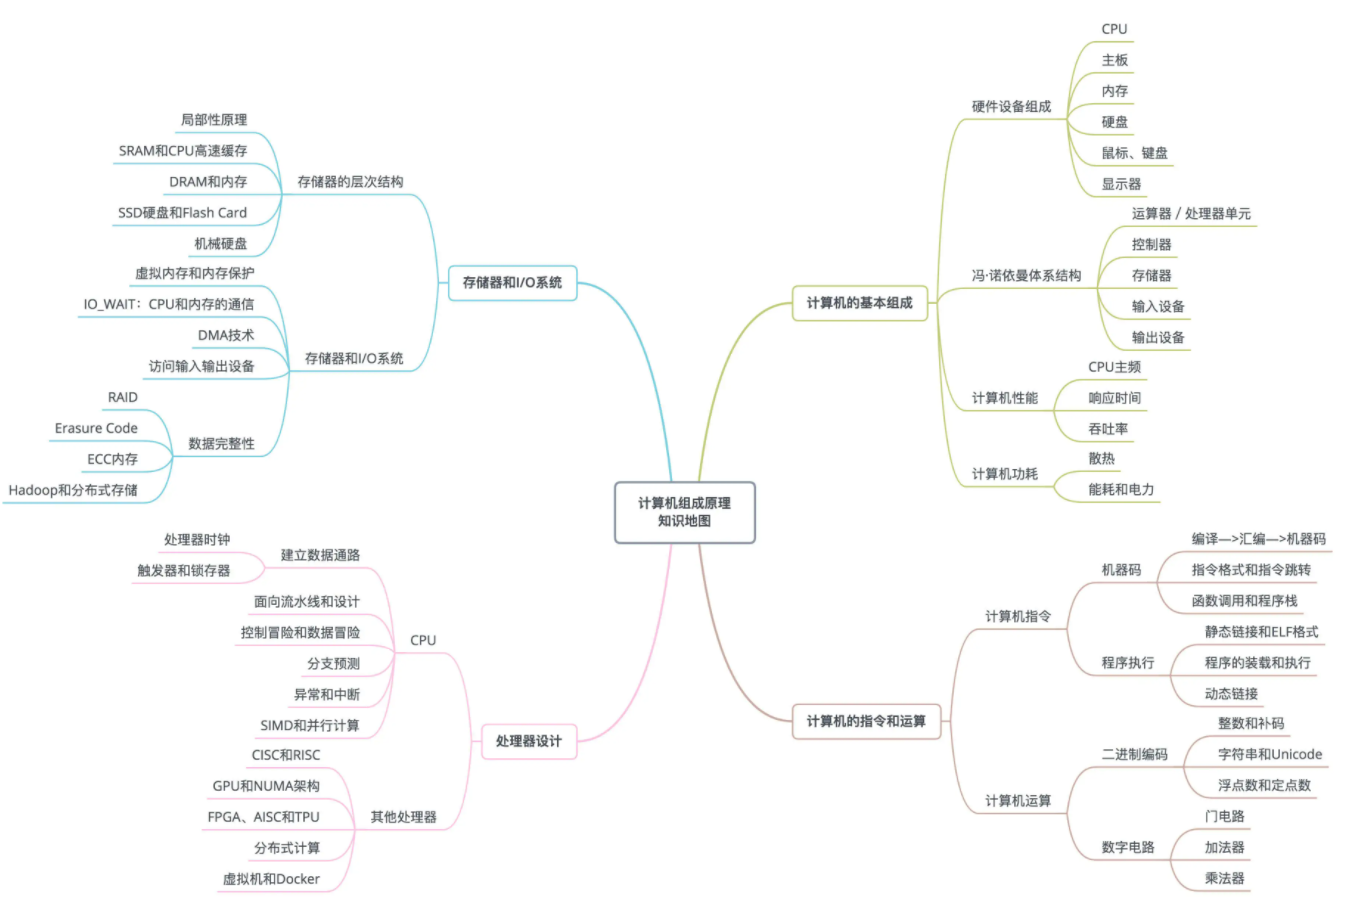 计算机组成原理
知识地图
计算机的基本组成
硬件设备组成
CPU
主板
内存
硬盘
鼠标、键盘
显示器
冯·诺依曼体系结构
运算器 / 处理器单元
控制器
存储器
输入设备
输出设备
计算机性能
CPU主频
响应时间
吞吐率
计算机功耗
散热
能耗和电力
计算机的指令和运算
计算机指令
机器码
编译—>汇编—>机器码
指令格式和指令跳转
函数调用和程序栈
程序执行
静态链接和ELF格式
程序的装载和执行
动态链接
计算机运算
二进制编码
整数和补码
字符串和Unicode
浮点数和定点数
数字电路
门电路
加法器
乘法器
存储器和I/O系统
存储器的层次结构
局部性原理
SRAM和CPU高速缓存
DRAM和内存
SSD硬盘和Flash Card
机械硬盘
存储器和I/O系统
虚拟内存和内存保护
IO_WAIT：CPU和内存的通信
DMA技术
访问输入输出设备
数据完整性
RAID
Erasure Code
ECC内存
Hadoop和分布式存储
处理器设计
CPU
建立数据通路
处理器时钟
触发器和锁存器
面向流水线和设计
控制冒险和数据冒险
分支预测
异常和中断
SIMD和并行计算
其他处理器
CISC和RISC
GPU和NUMA架构
FPGA、AISC和TPU
分布式计算
虚拟机和Docker